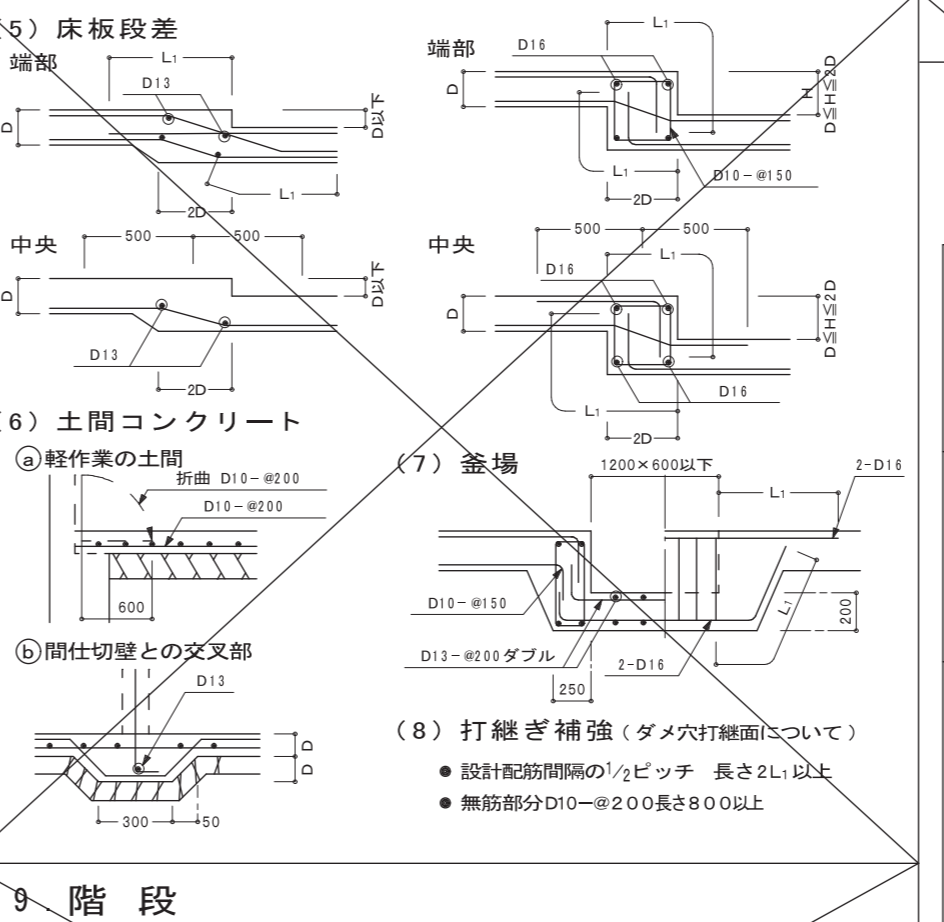 (5) 床板段差
端部
L₁
D13
D
D以下
L₁
2D
中央
500
500
D
D以下
D13
2D
端部
D16
L₁
D
H
D≦H≦2D
L₁
2D
D10-@150
中央
500
500
D16
L₁
D
D≦H≦2D
D16
L₁
2D
(6) 土間コンクリート
ⓐ軽作業の土間
折曲 D10-@200
D10-@200
600
ⓑ間仕切壁との交叉部
D13
D
D
300
50
(7) 釜場
1200×600以下
2-D16
L₁
D10-@150
L₁
200
D13-@200ダブル
2-D16
250
(8) 打継ぎ補強(ダメ穴打継面について)
● 設計配筋間隔の1/2ピッチ 長さ2L₁以上
● 無筋部分D10-@200長さ800以上
9. 階段